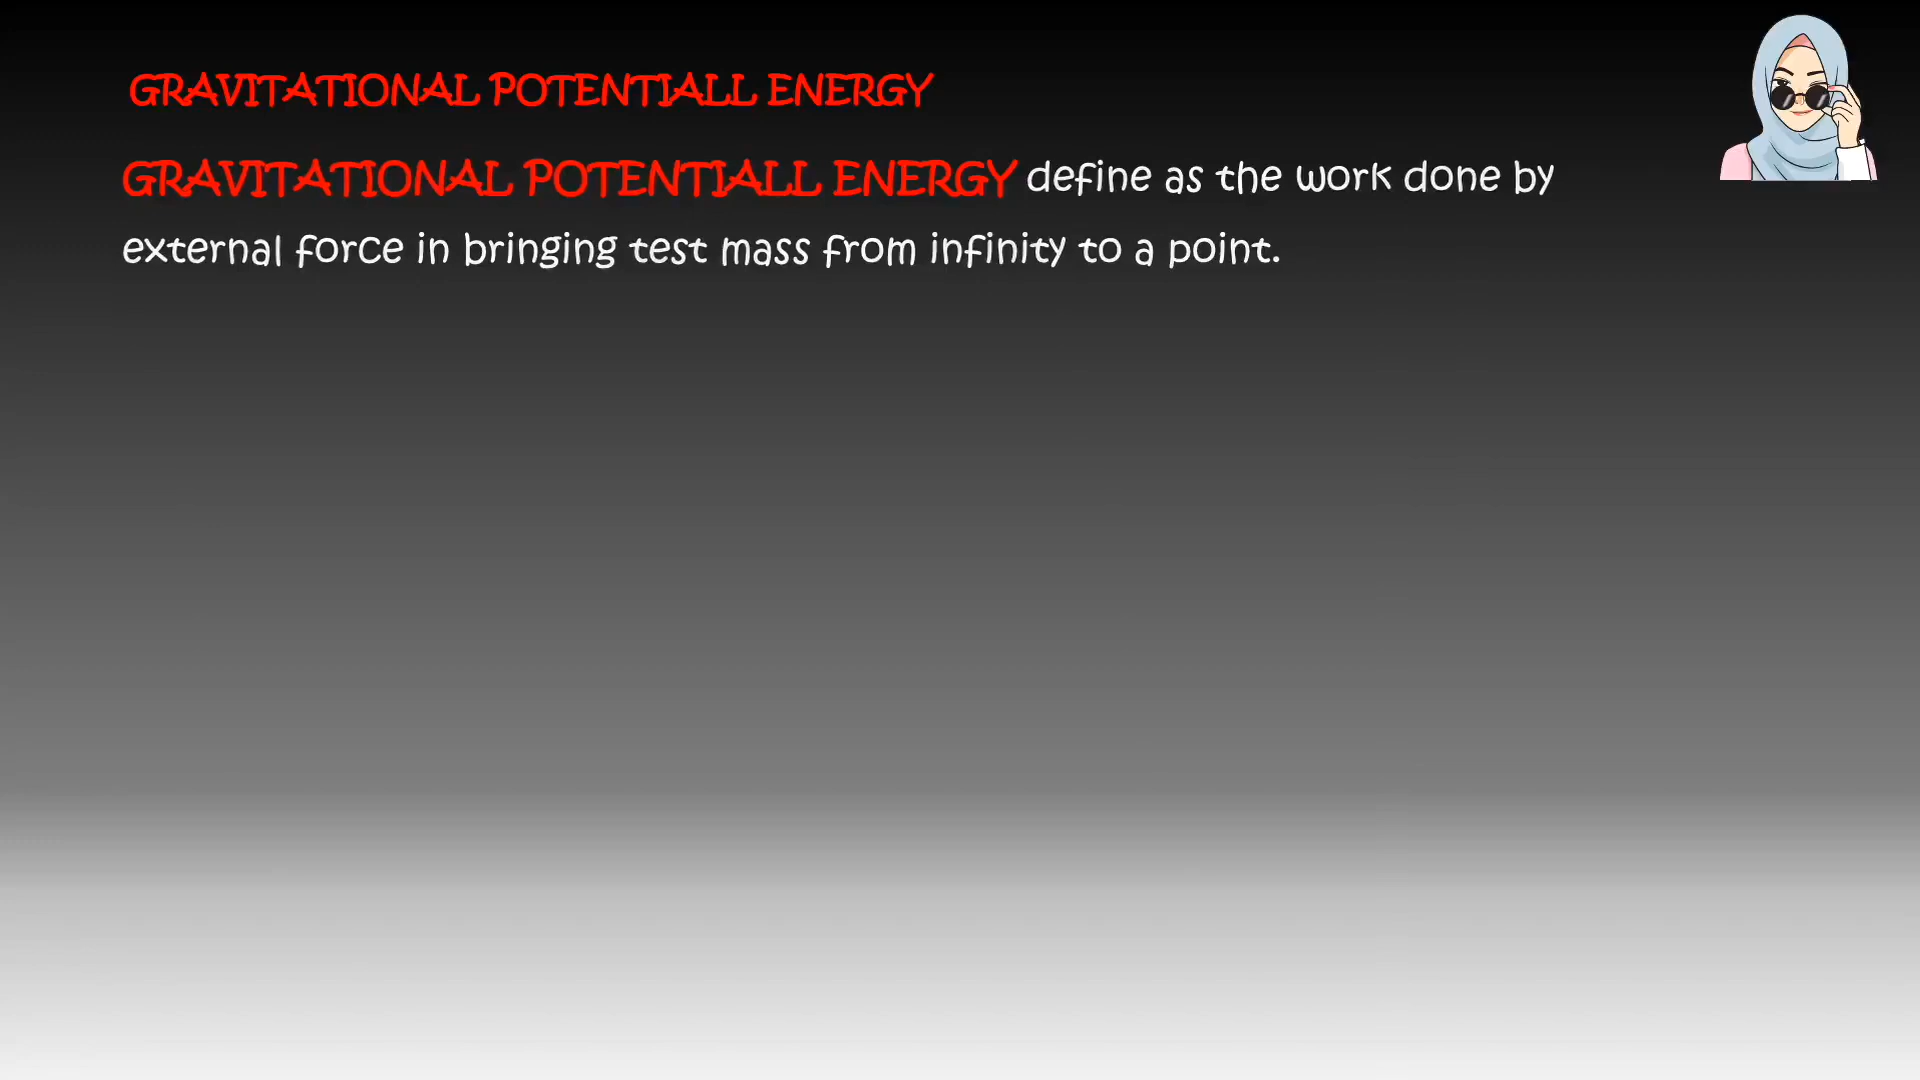 GRAVITATIONAL POTENTIALL ENERGY
GRAVITATIONAL POTENTIALL ENERGY define as the work done by
external force in bringing test mass from infinity to a point.